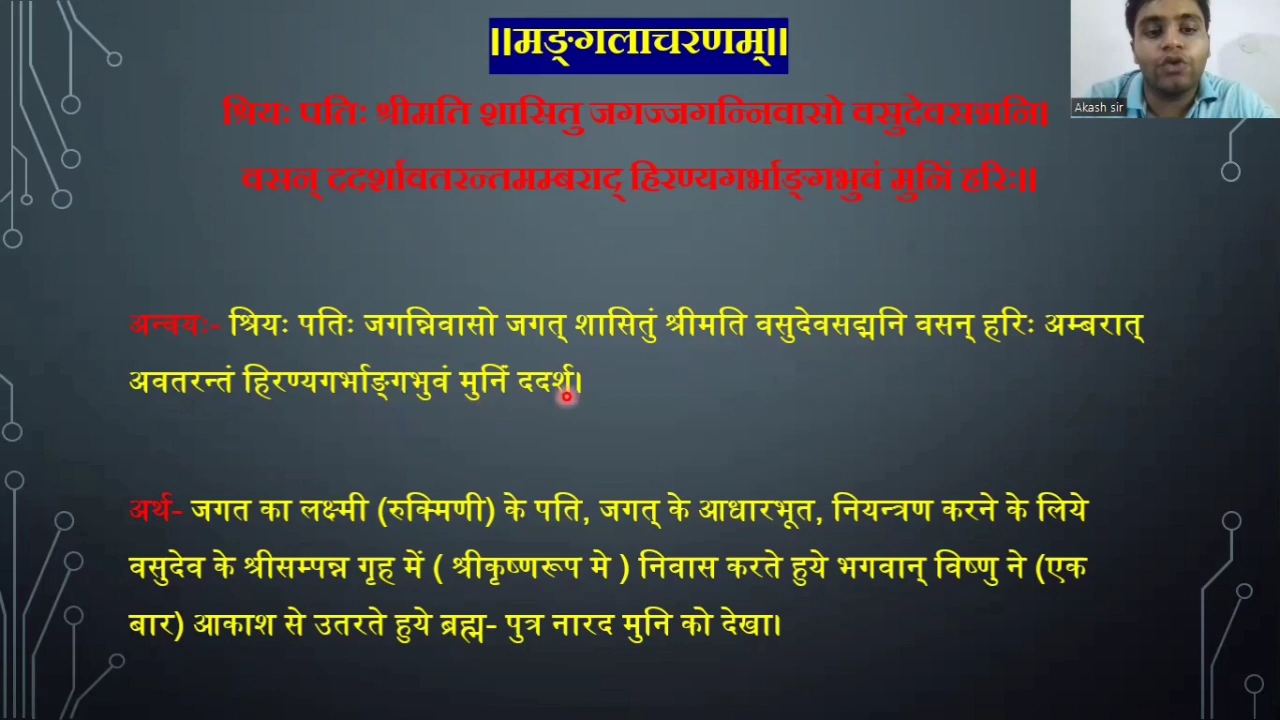 ।।मङ्गलाचरणम्।।
श्रियः पतिः श्रीमति शासितु जगज्जगन्निवासो वसुदेवसद्मनि।
Akash sir
वसन् ददर्शावतरन्तमम्बराद् हिरण्यगर्भाङ्गभुवं मुनिं हरिः।।
अन्वयः- श्रियः पतिः जगन्निवासो जगत् शासितुं श्रीमति वसुदेवसद्मनि वसन् हरिः अम्बरात्
अवतरन्तं हिरण्यगर्भाङ्गभुवं मुनिं ददर्श।
अर्थ- जगत का लक्ष्मी (रुक्मिणी) के पति, जगत् के आधारभूत, नियन्त्रण करने के लिये
वसुदेव के श्रीसम्पन्न गृह में ( श्रीकृष्णरूप मे ) निवास करते हुये भगवान् विष्णु ने (एक
बार) आकाश से उतरते हुये ब्रह्म- पुत्र नारद मुनि को देखा।